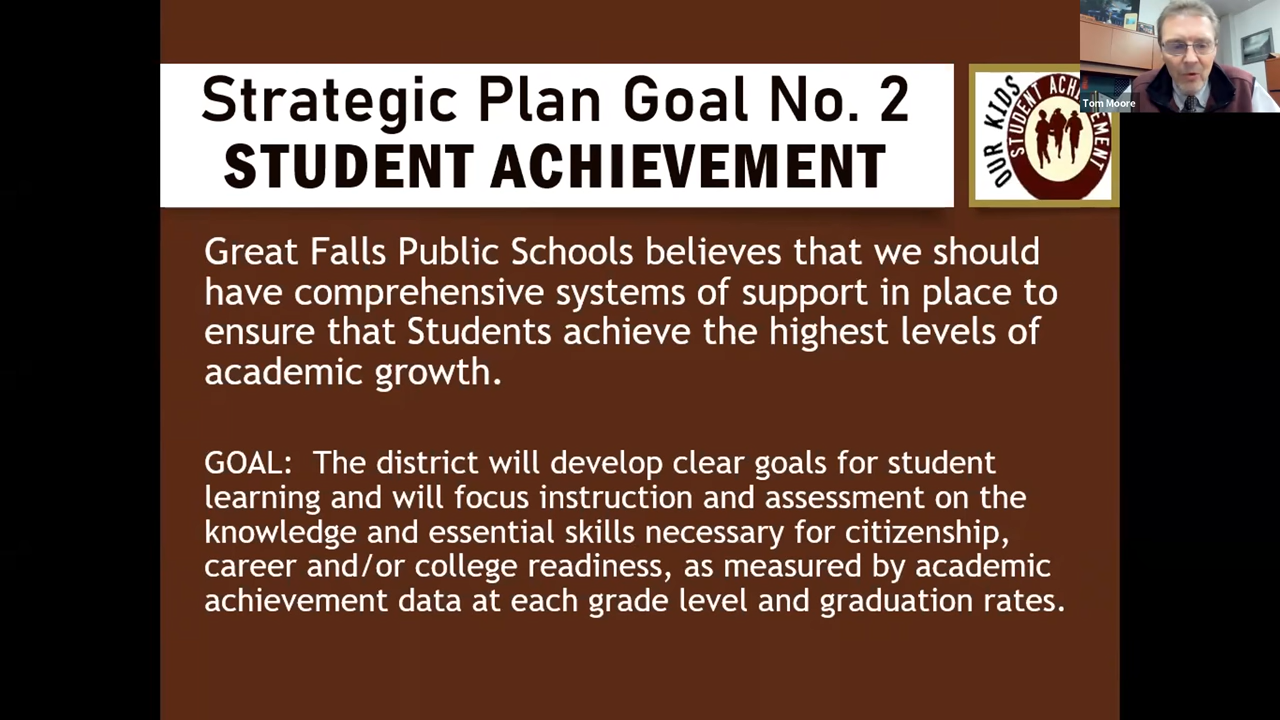 Strategic Plan Goal No. 2
STUDENT ACHIEVEMENT
OUR KIDS
STUDENT ACHIEVEMENT
Tom Moore
Great Falls Public Schools believes that we should
have comprehensive systems of support in place to
ensure that Students achieve the highest levels of
academic growth.
GOAL: The district will develop clear goals for student
learning and will focus instruction and assessment on the
knowledge and essential skills necessary for citizenship,
career and/or college readiness, as measured by academic
achievement data at each grade level and graduation rates.